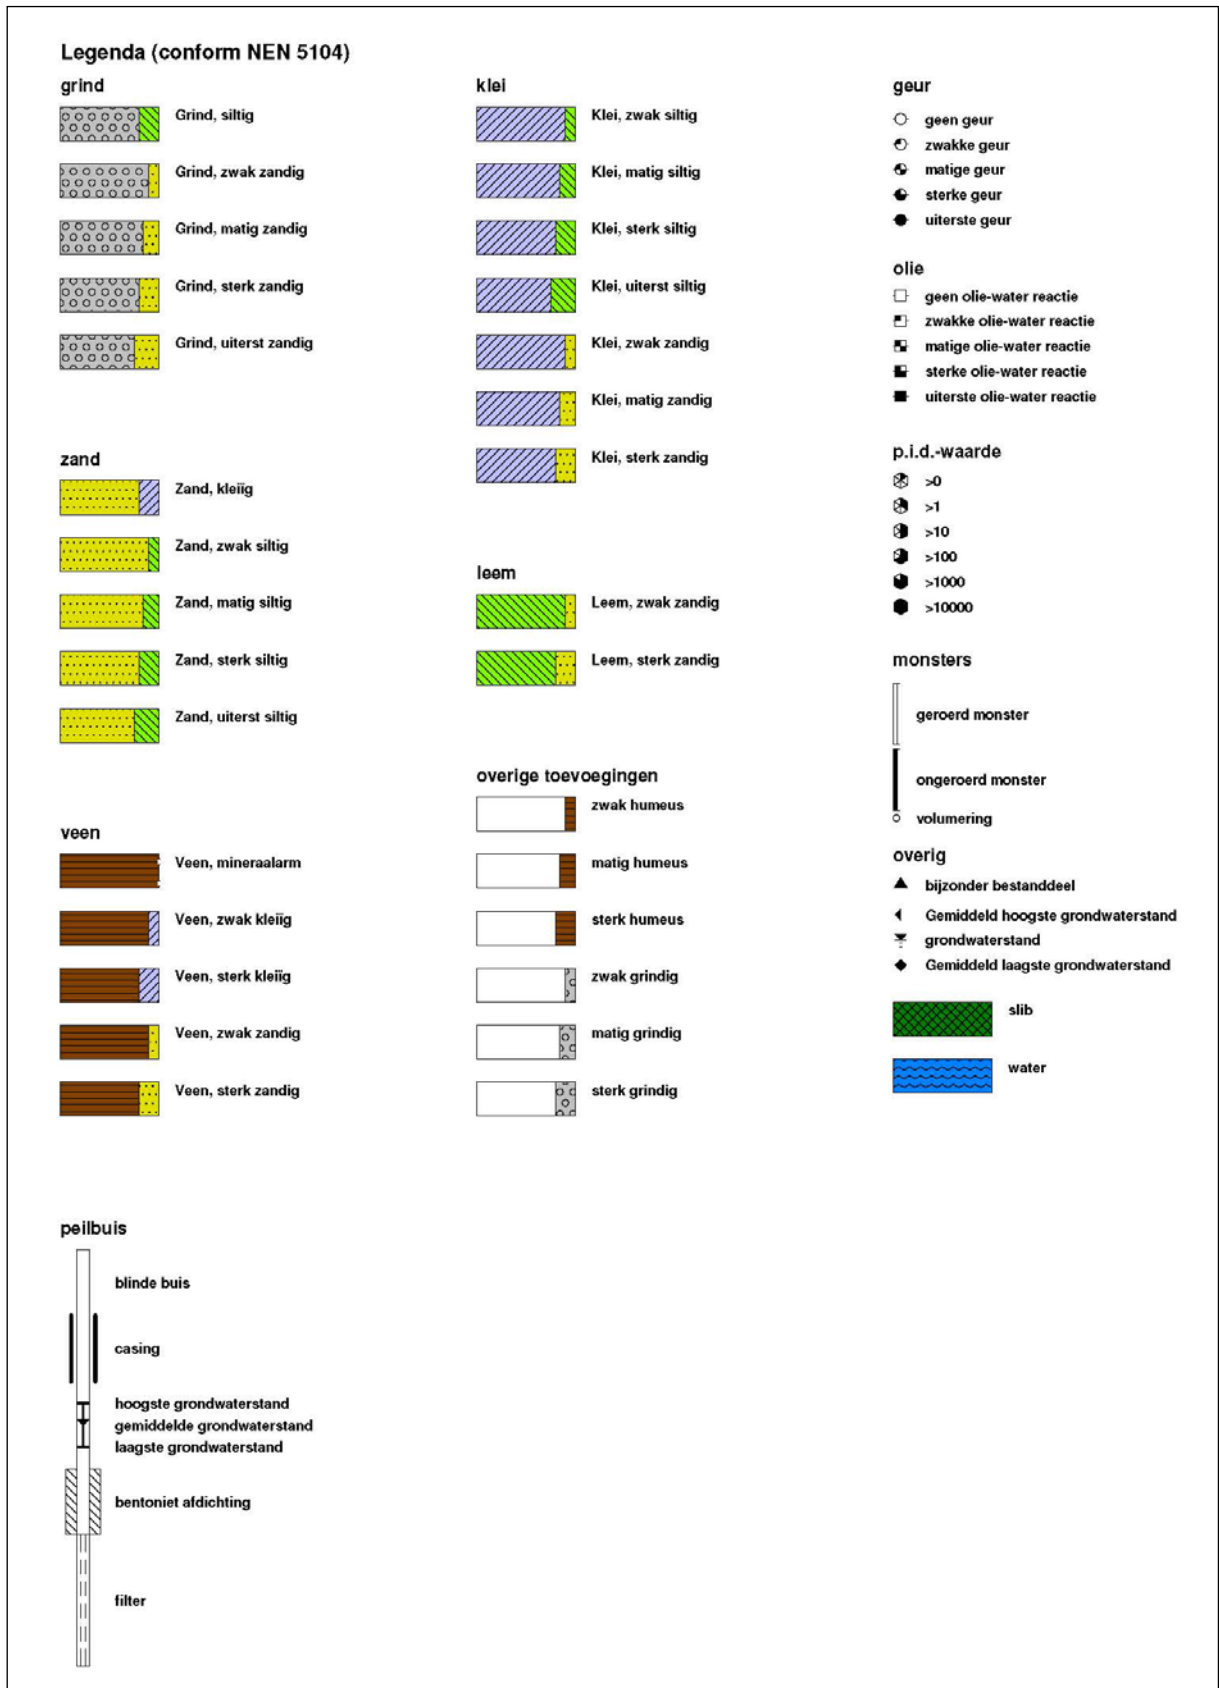 Legenda (conform NEN 5104)
grind
Grind, siltig
Grind, zwak zandig
Grind, matig zandig
Grind, sterk zandig
Grind, uiterst zandig
zand
Zand, kleiïg
Zand, zwak siltig
Zand, matig siltig
Zand, sterk siltig
Zand, uiterst siltig
veen
Veen, mineraalarm
Veen, zwak kleiïg
Veen, sterk kleiïg
Veen, zwak zandig
Veen, sterk zandig
peilbuis
blinde buis
casing
hoogste grondwaterstand
gemiddelde grondwaterstand
laagste grondwaterstand
bentoniet afdichting
filter
klei
Klei, zwak siltig
Klei, matig siltig
Klei, sterk siltig
Klei, uiterst siltig
Klei, zwak zandig
Klei, matig zandig
Klei, sterk zandig
leem
Leem, zwak zandig
Leem, sterk zandig
overige toevoegingen
zwak humeus
matig humeus
sterk humeus
zwak grindig
matig grindig
sterk grindig
geur
geen geur
zwakke geur
matige geur
sterke geur
uiterste geur
olie
geen olie-water reactie
zwakke olie-water reactie
matige olie-water reactie
sterke olie-water reactie
uiterste olie-water reactie
p.i.d.-waarde
>0
>1
>10
>100
>1000
>10000
monsters
geroerd monster
ongeroerd monster
volumering
overig
bijzonder bestanddeel
Gemiddeld hoogste grondwaterstand
grondwaterstand
Gemiddeld laagste grondwaterstand
slib
water